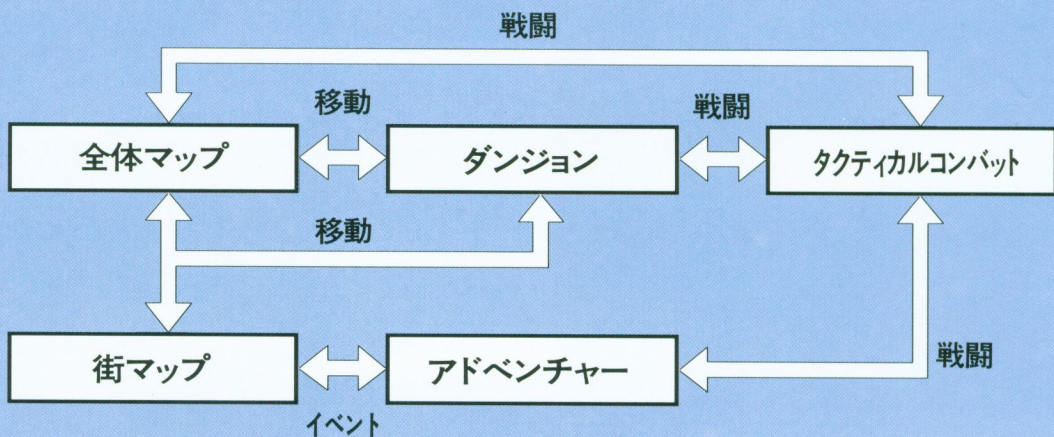 戦闘
移動
戦闘
全体マップ
ダンジョン
タクティカルコンバット
移動
街マップ
アドベンチャー
戦闘
イベント